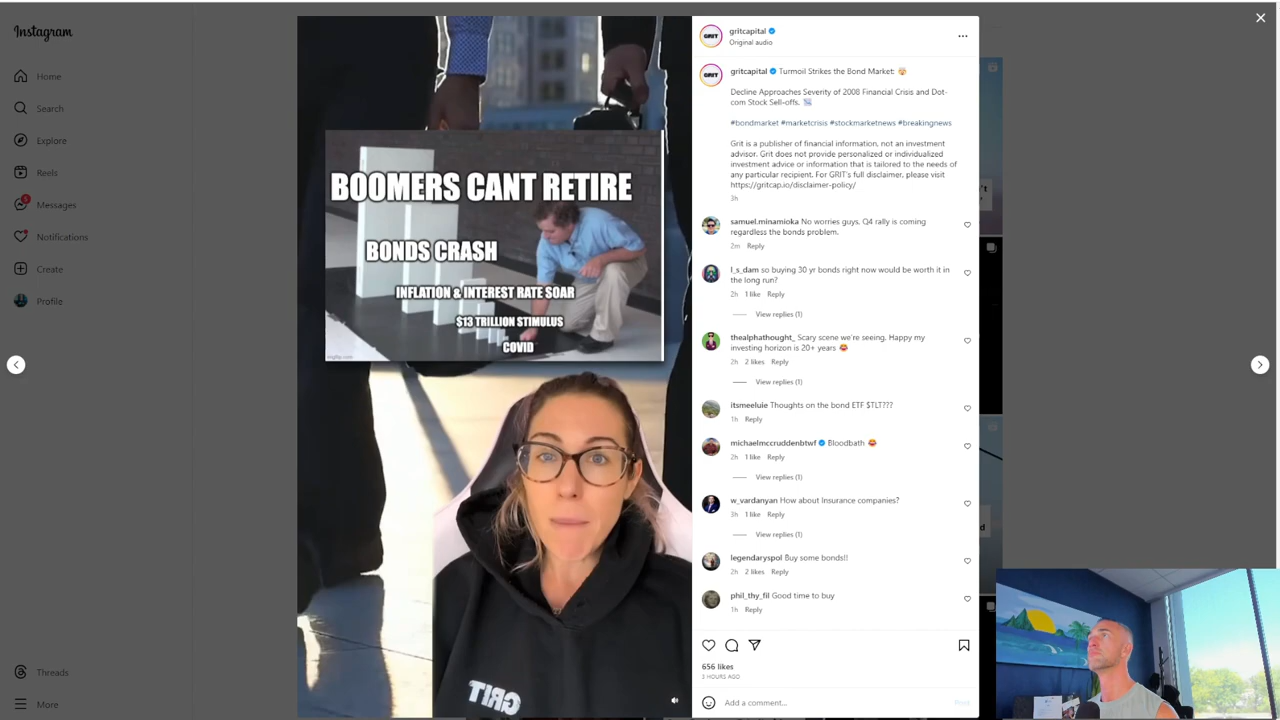 Instagram
Home
Search
Explore
Reels
Messages
Notifications
Create
Profile
Threads
More
BOOMERS CANT RETIRE
BONDS CRASH
INFLATION & INTEREST RATE SOAR
$13 TRILLION STIMULUS
COVID
imgflip.com
GRIT
GRIT
gritcapital
Original audio
GRIT
gritcapital Turmoil Strikes the Bond Market: 🤯
Decline Approaches Severity of 2008 Financial Crisis and Dot-
com Stock Sell-offs. 📉
#bondmarket #marketcrisis #stockmarketnews #breakingnews
Grit is a publisher of financial information, not an investment
advisor. Grit does not provide personalized or individualized
investment advice or information that is tailored to the needs of
any particular recipient. For GRIT's full disclaimer, please visit
https://gritcap.io/disclaimer-policy/
3h
samuel.minamioka No worries guys. Q4 rally is coming
regardless the bonds problem.
2m Reply
l_s_dam so buying 30 yr bonds right now would be worth it in
the long run?
2h 1 like Reply
View replies (1)
thealphathought_ Scary scene we're seeing. Happy my
investing horizon is 20+ years 😂
2h 2 likes Reply
View replies (1)
itsmeeluie Thoughts on the bond ETF $TLT???
1h Reply
michaelmccruddenbtwf Bloodbath 😂
2h 1 like Reply
View replies (1)
w_vardanyan How about Insurance companies?
3h 1 like Reply
View replies (1)
legendaryspol Buy some bonds!!
2h 2 likes Reply
phil_thy_fil Good time to buy
1h Reply
656 likes
3 HOURS AGO
Add a comment...
Post